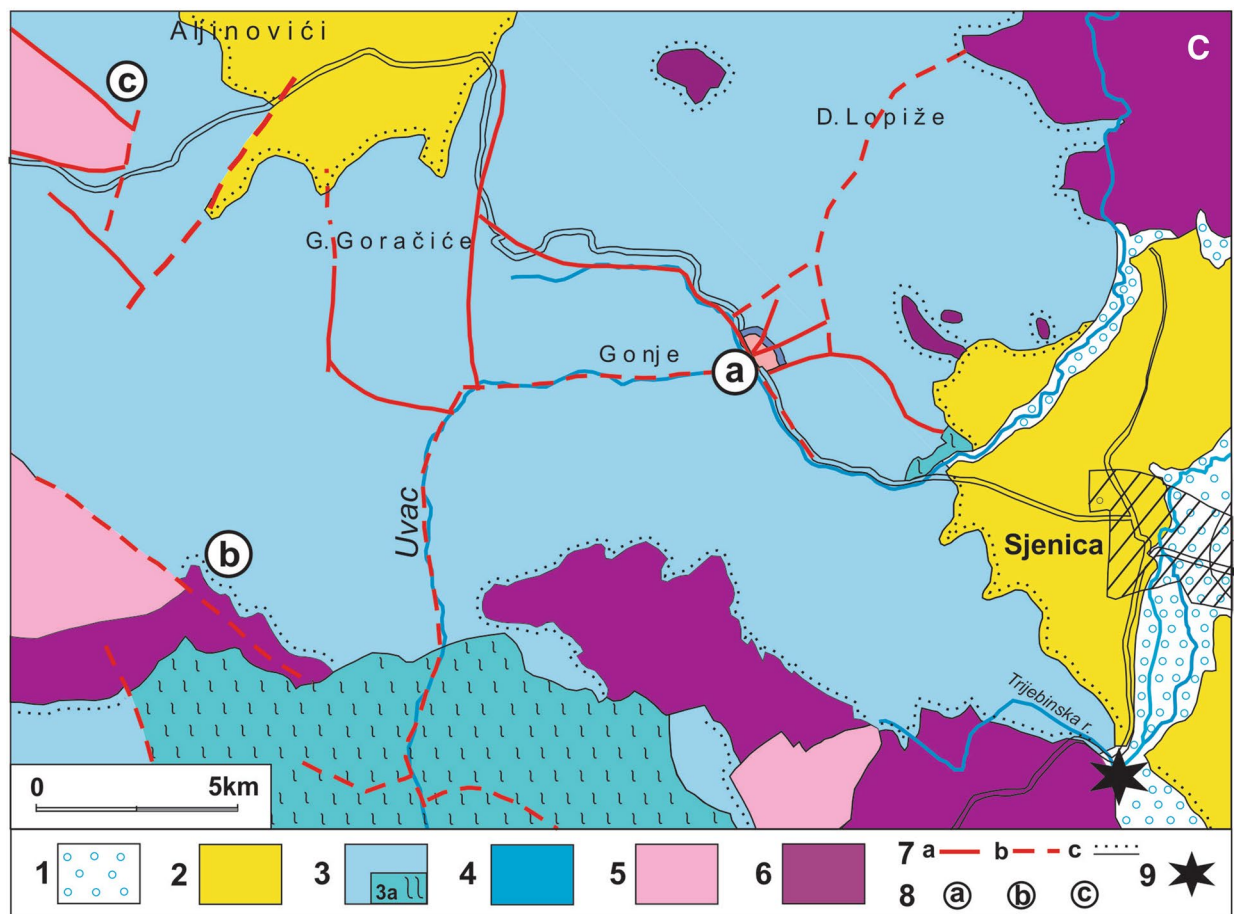 Aljinovići
C
c
D. Lopiže
G. Goračiće
Gonje
a
Uvac
b
Sjenica
Trijebinska r.
0 5km
1 2 3 4 5 6 7 a b c 9
3a
8 a b c